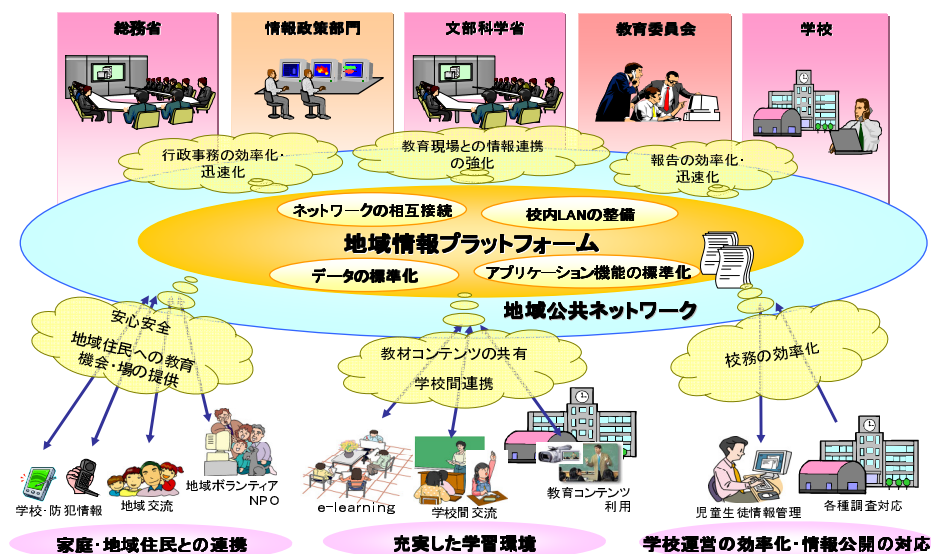 総務省
情報政策部門
文部科学省
教育委員会
学校
行政事務の効率化・
迅速化
教育現場との情報連携
の強化
報告の効率化・
迅速化
ネットワークの相互接続
校内LANの整備
地域情報プラットフォーム
データの標準化
アプリケーション機能の標準化
地域公共ネットワーク
安心安全
地域住民への教育
機会・場の提供
教材コンテンツの共有
学校間連携
校務の効率化
学校・防犯情報
地域交流
地域ボランティア
NPO
e-learning
学校間交流
教育コンテンツ
利用
児童生徒情報管理
各種調査対応
家庭・地域住民との連携
充実した学習環境
学校運営の効率化・情報公開の対応